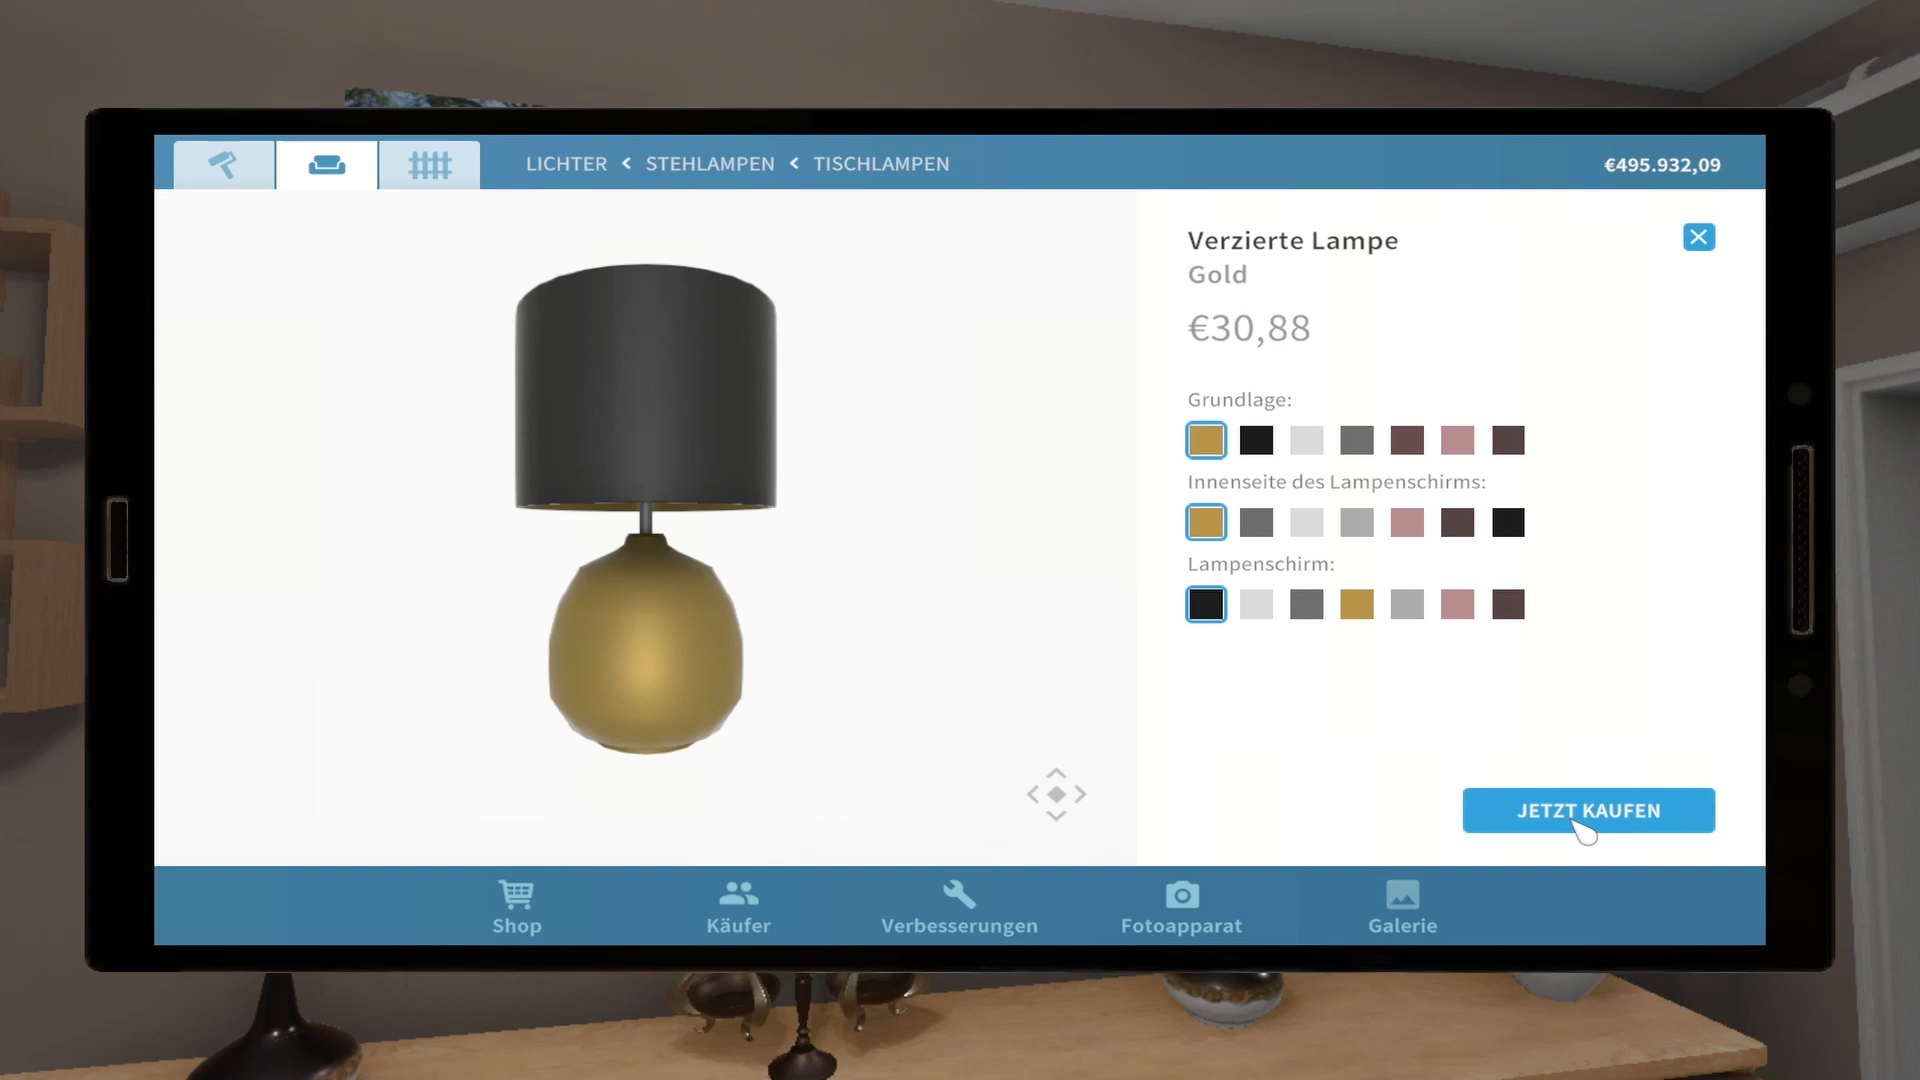 LICHTER < STEHLAMPEN < TISCHLAMPEN
€495.932,09
Verzierte Lampe
Gold
€30,88
Grundlage:
Innenseite des Lampenschirms:
Lampenschirm:
JETZT KAUFEN
Shop
Käufer
Verbesserungen
Fotoapparat
Galerie